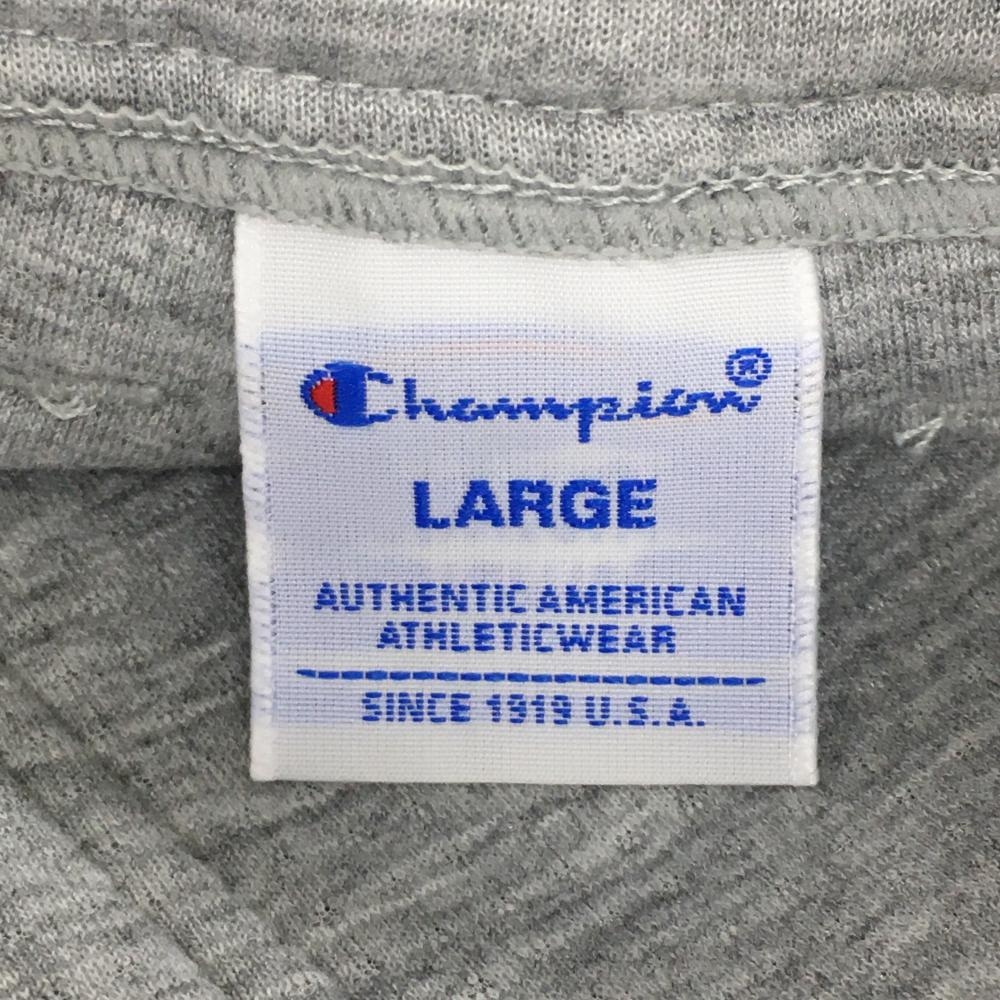 Champion®
LARGE
AUTHENTIC AMERICAN
ATHLETICWEAR
SINCE 1919 U.S.A.